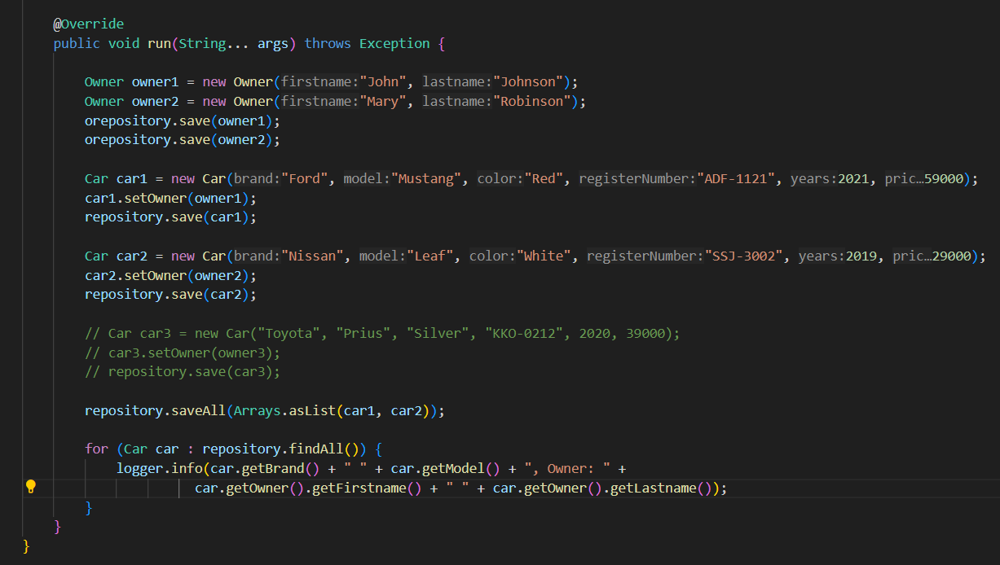 @Override
public void run(String... args) throws Exception {
Owner owner1 = new Owner(firstname:"John", lastname:"Johnson");
Owner owner2 = new Owner(firstname:"Mary", lastname:"Robinson");
orepository.save(owner1);
orepository.save(owner2);
Car car1 = new Car(brand:"Ford", model:"Mustang", color:"Red", registerNumber:"ADF-1121", years:2021, pric…59000);
car1.setOwner(owner1);
repository.save(car1);
Car car2 = new Car(brand:"Nissan", model:"Leaf", color:"White", registerNumber:"SSJ-3002", years:2019, pric…29000);
car2.setOwner(owner2);
repository.save(car2);
// Car car3 = new Car("Toyota", "Prius", "Silver", "KKO-0212", 2020, 39000);
// car3.setOwner(owner3);
// repository.save(car3);
repository.saveAll(Arrays.asList(car1, car2));
for (Car car : repository.findAll()) {
logger.info(car.getBrand() + " " + car.getModel() + ", Owner: " +
car.getOwner().getFirstname() + " " + car.getOwner().getLastname());
}
}
}